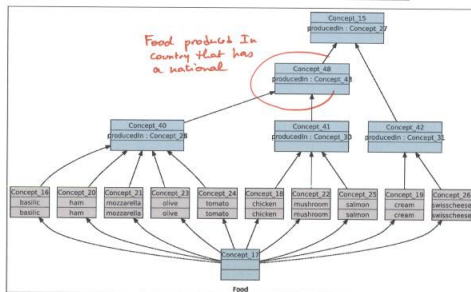 Concept_15
producedIn : Concept_27
Food produced In
country that has
a national
Concept_48
producedIn : Concept_43
Concept_40
producedIn : Concept_28
Concept_41
producedIn : Concept_30
Concept_42
producedIn : Concept_31
Concept_16
basilic
basilic
Concept_20
ham
ham
Concept_21
mozzarella
mozzarella
Concept_23
olive
olive
Concept_24
tomato
tomato
Concept_18
chicken
chicken
Concept_22
mushroom
mushroom
Concept_25
salmon
salmon
Concept_19
cream
cream
Concept_26
swisscheese
swisscheese
Concept_17
Food